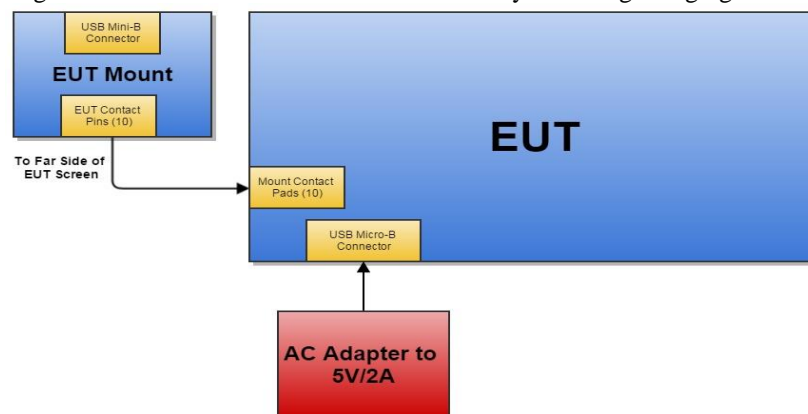 USB Mini-B
Connector
EUT Mount
EUT Contact
Pins (10)
To Far Side of
EUT Screen
EUT
Mount Contact
Pads (10)
USB Micro-B
Connector
AC Adapter to
5V/2A